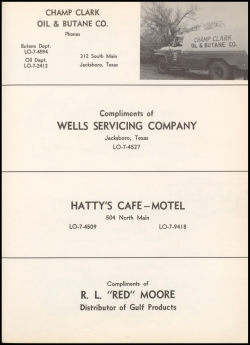 CHAMP CLARK
OIL & BUTANE CO.
Phones
Butane Dept.
LO-7-4594
Oil Dept.
LO-7-2412
312 South Main
Jacksboro, Texas
CHAMP CLARK
OIL & BUTANE CO.
Compliments of
WELLS SERVICING COMPANY
Jacksboro, Texas
LO-7-4527
HATTY'S CAFE—MOTEL
504 North Main
LO-7-4509 LO-7-9418
Compliments of
R. L. "RED" MOORE
Distributor of Gulf Products